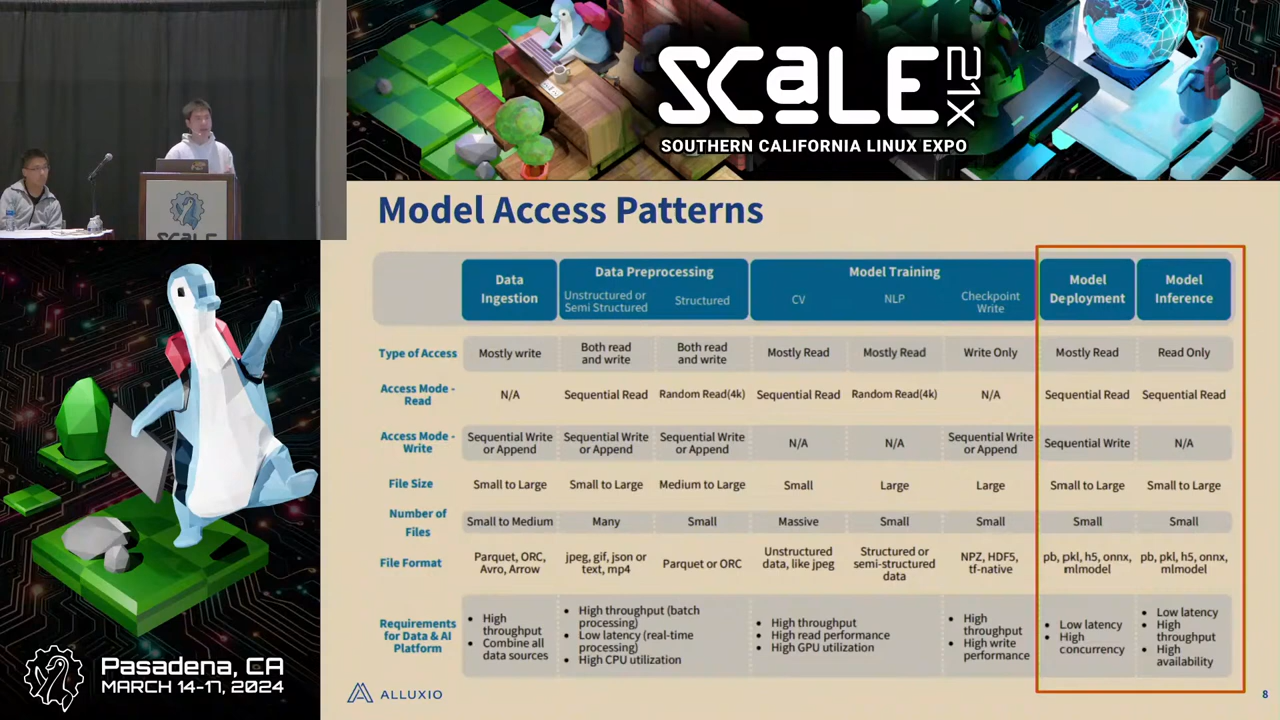 SCaLE 21x
SOUTHERN CALIFORNIA LINUX EXPO
SCaLE
Model Access Patterns
Data Ingestion
Data Preprocessing
Unstructured or Semi Structured
Structured
Model Training
CV
NLP
Checkpoint Write
Model Deployment
Model Inference
Type of Access
Mostly write
Both read and write
Both read and write
Mostly Read
Mostly Read
Write Only
Mostly Read
Read Only
Access Mode - Read
N/A
Sequential Read
Random Read(4k)
Sequential Read
Random Read(4k)
N/A
Sequential Read
Sequential Read
Access Mode - Write
Sequential Write or Append
Sequential Write or Append
Sequential Write or Append
N/A
N/A
Sequential Write or Append
Sequential Write
N/A
File Size
Small to Large
Small to Large
Medium to Large
Small
Large
Large
Small to Large
Small to Large
Number of Files
Small to Medium
Many
Small
Massive
Small
Small
Small
Small
File Format
Parquet, ORC, Avro, Arrow
jpeg, gif, json or text, mp4
Parquet or ORC
Unstructured data, like jpeg
Structured or semi-structured data
NPZ, HDF5, tf-native
pb, pkl, h5, onnx, mlmodel
pb, pkl, h5, onnx, mlmodel
Requirements for Data & AI Platform
• High throughput
• Combine all data sources
• High throughput (batch processing)
• Low latency (real-time processing)
• High CPU utilization
• High throughput
• High read performance
• High GPU utilization
• High throughput
• High write performance
• Low latency
• High concurrency
• Low latency
• High throughput
• High availability
ALLUXIO
8
Pasadena, CA
MARCH 14-17, 2024